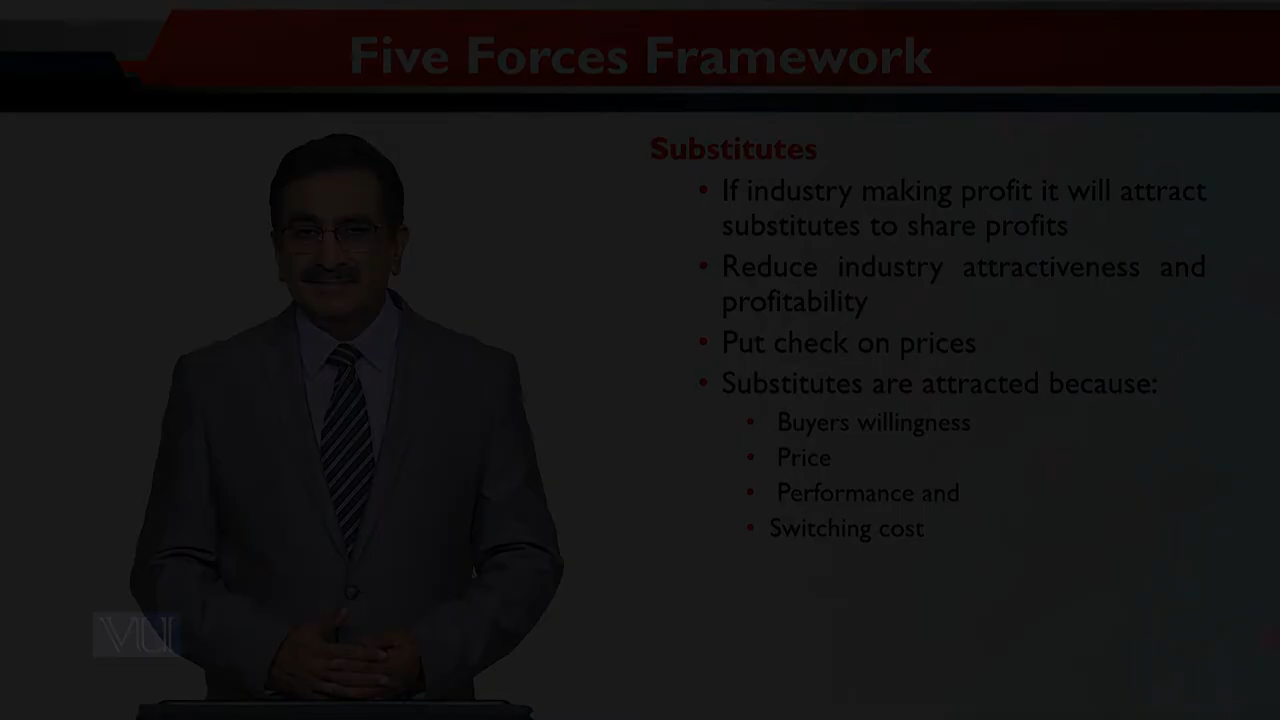 Five Forces Framework
Substitutes
• If industry making profit it will attract
substitutes to share profits
• Reduce industry attractiveness and
profitability
• Put check on prices
• Substitutes are attracted because:
• Buyers willingness
• Price
• Performance and
• Switching cost
VU